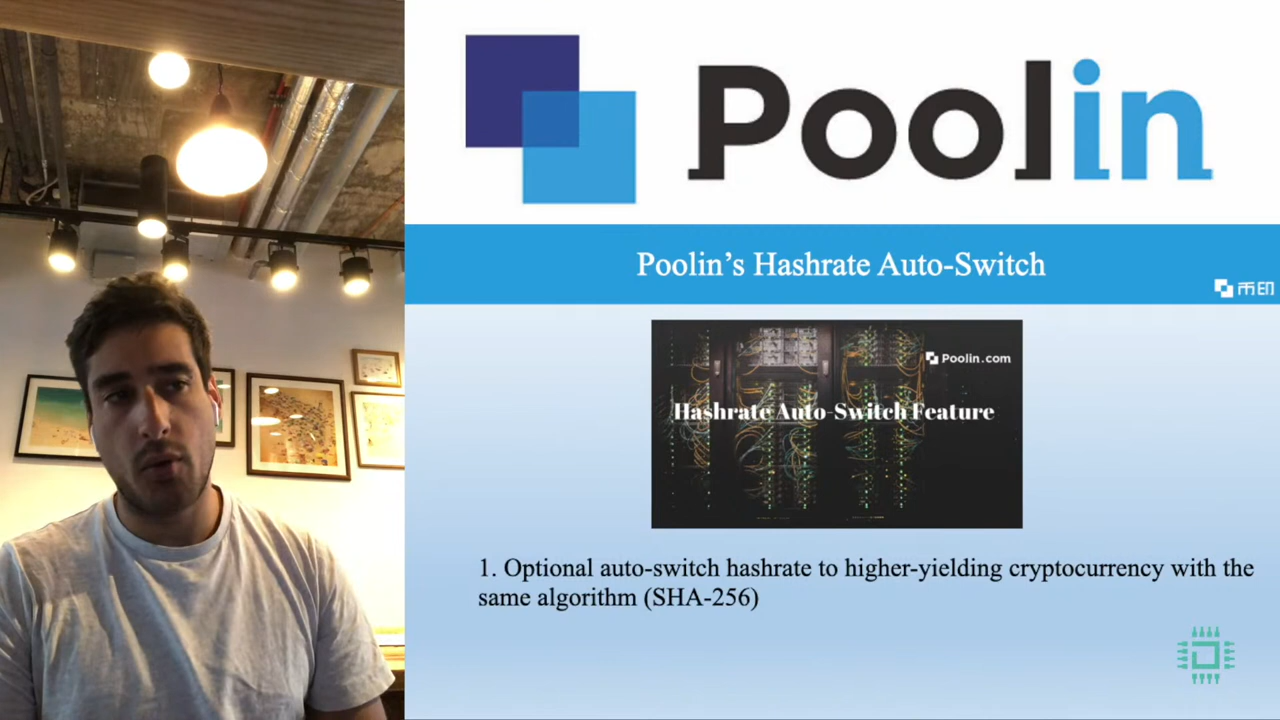 Poolin
Poolin's Hashrate Auto-Switch
币印
Poolin.com
Hashrate Auto-Switch Feature
1. Optional auto-switch hashrate to higher-yielding cryptocurrency with the
same algorithm (SHA-256)